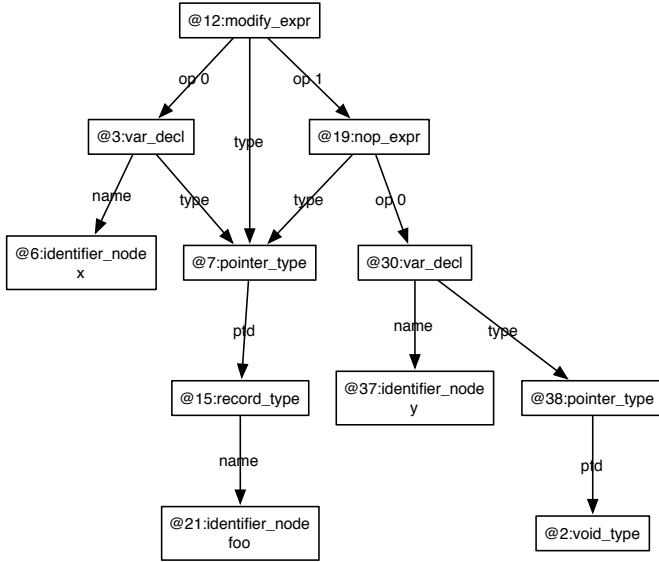 @12:modify_expr
op 0
op 1
@3:var_decl
type
@19:nop_expr
name
type
type
op 0
@6:identifier_node
x
@7:pointer_type
@30:var_decl
ptd
name
type
@15:record_type
@37:identifier_node
y
@38:pointer_type
name
ptd
@21:identifier_node
foo
@2:void_type